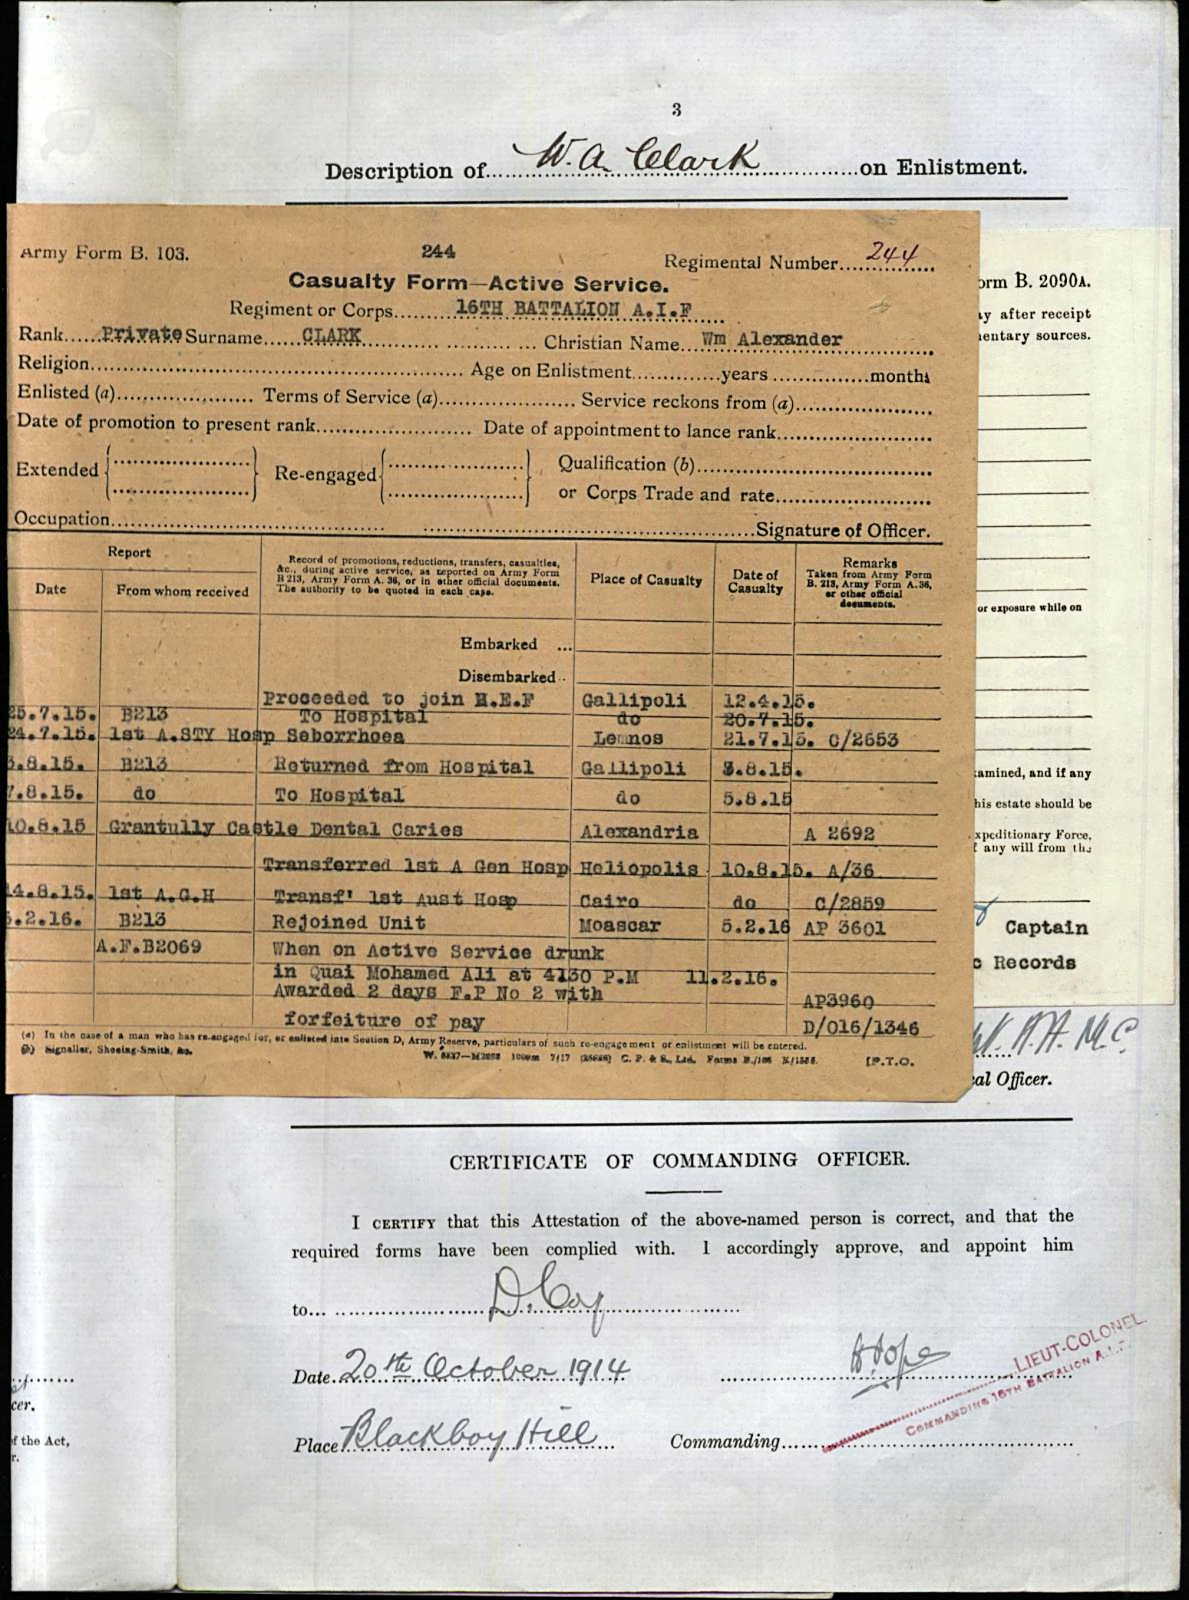 3
Description of W. A. Clark on Enlistment.
Army Form B. 103.
244
Regimental Number 244
Casualty Form—Active Service.
Regiment or Corps 16TH BATTALION A.I.F
Rank Private Surname CLARK Christian Name Wm Alexander
Religion Age on Enlistment years months
Enlisted (a) Terms of Service (a) Service reckons from (a)
Date of promotion to present rank Date of appointment to lance rank
Extended Re-engaged Qualification (b)
or Corps Trade and rate
Occupation Signature of Officer.
Report
Date
From whom received
Record of promotions, reductions, transfers, casualties,
&c., during active service, as reported on Army Form
B 213, Army Form A. 36, or in other official documents.
The authority to be quoted in each case.
Place of Casualty
Date of
Casualty
Remarks
Taken from Army Form
B. 213, Army Form A.36,
or other official
documents.
Embarked ...
Disembarked ..
Proceeded to join M.E.F Gallipoli 12.4.15.
25.7.15. B213 To Hospital do 20.7.15.
24.7.15. 1st A.STY Hosp Seborrhoea Lemnos 21.7.15. C/2653
3.8.15. B213 Returned from Hospital Gallipoli 3.8.15.
7.8.15. do To Hospital do 5.8.15
10.8.15 Grantully Castle Dental Caries Alexandria A 2692
Transferred 1st A Gen Hosp Heliopolis 10.8.15. A/36
14.8.15. 1st A.G.H Transf' 1st Aust Hosp Cairo do C/2859
.2.16. B213 Rejoined Unit Moascar 5.2.16 AP 3601
A.F.B2069 When on Active Service drunk
in Quai Mohamed Ali at 4130 P.M 11.2.16.
Awarded 2 days F.P No 2 with AP3960
forfeiture of pay D/016/1346
(a) In the case of a man who has re-engaged for, or enlisted into Section D, Army Reserve, particulars of such re-engagement or enlistment will be entered.
(b) Signaller, Shoeing-Smith, &c.
[P.T.O.
orm B. 2090A.
ay after receipt
entary sources.
or exposure while on
amined, and if any
his estate should be
xpeditionary Force,
f any will from the
Captain
c Records
A.M.C.
al Officer.
CERTIFICATE OF COMMANDING OFFICER.
I CERTIFY that this Attestation of the above-named person is correct, and that the
required forms have been complied with. I accordingly approve, and appoint him
to D. Coy
Date 20th October 1914
H Pope
LIEUT-COLONEL.
COMMANDING 16TH BATTALION A.I.F.
Place Blackboy Hill Commanding
cer.
f the Act,
r.